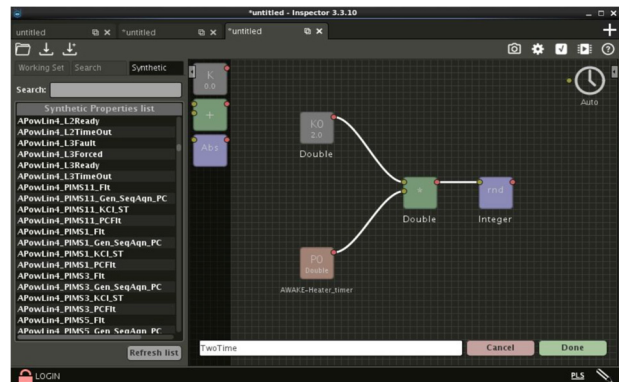 *untitled - Inspector 3.3.10
untitled
*untitled
*untitled
Working Set
Search
Synthetic
Search:
Synthetic Properties list
APowLin4_L2Ready
APowLin4_L2TimeOut
APowLin4_L3Fault
APowLin4_L3Forced
APowLin4_L3Ready
APowLin4_L3TimeOut
APowLin4_PIMS11_Flt
APowLin4_PIMS11_Gen_SeqAqn_PC
APowLin4_PIMS11_KCI_ST
APowLin4_PIMS11_PCFlt
APowLin4_PIMS1_Flt
APowLin4_PIMS1_Gen_SeqAqn_PC
APowLin4_PIMS1_KCI_ST
APowLin4_PIMS1_PCFlt
APowLin4_PIMS3_Flt
APowLin4_PIMS3_Gen_SeqAqn_PC
APowLin4_PIMS3_KCI_ST
APowLin4_PIMS3_PCFlt
APowLin4_PIMS5_Flt
APowLin4_PIMS5_Gen_SeqAqn_PC
Refresh list
K
0.0
+
Abs
K0
2.0
Double
*
Double
rnd
Integer
P0
Double
AWAKE-Heater_timer
Auto
TwoTime
Cancel
Done
LOGIN
PLS